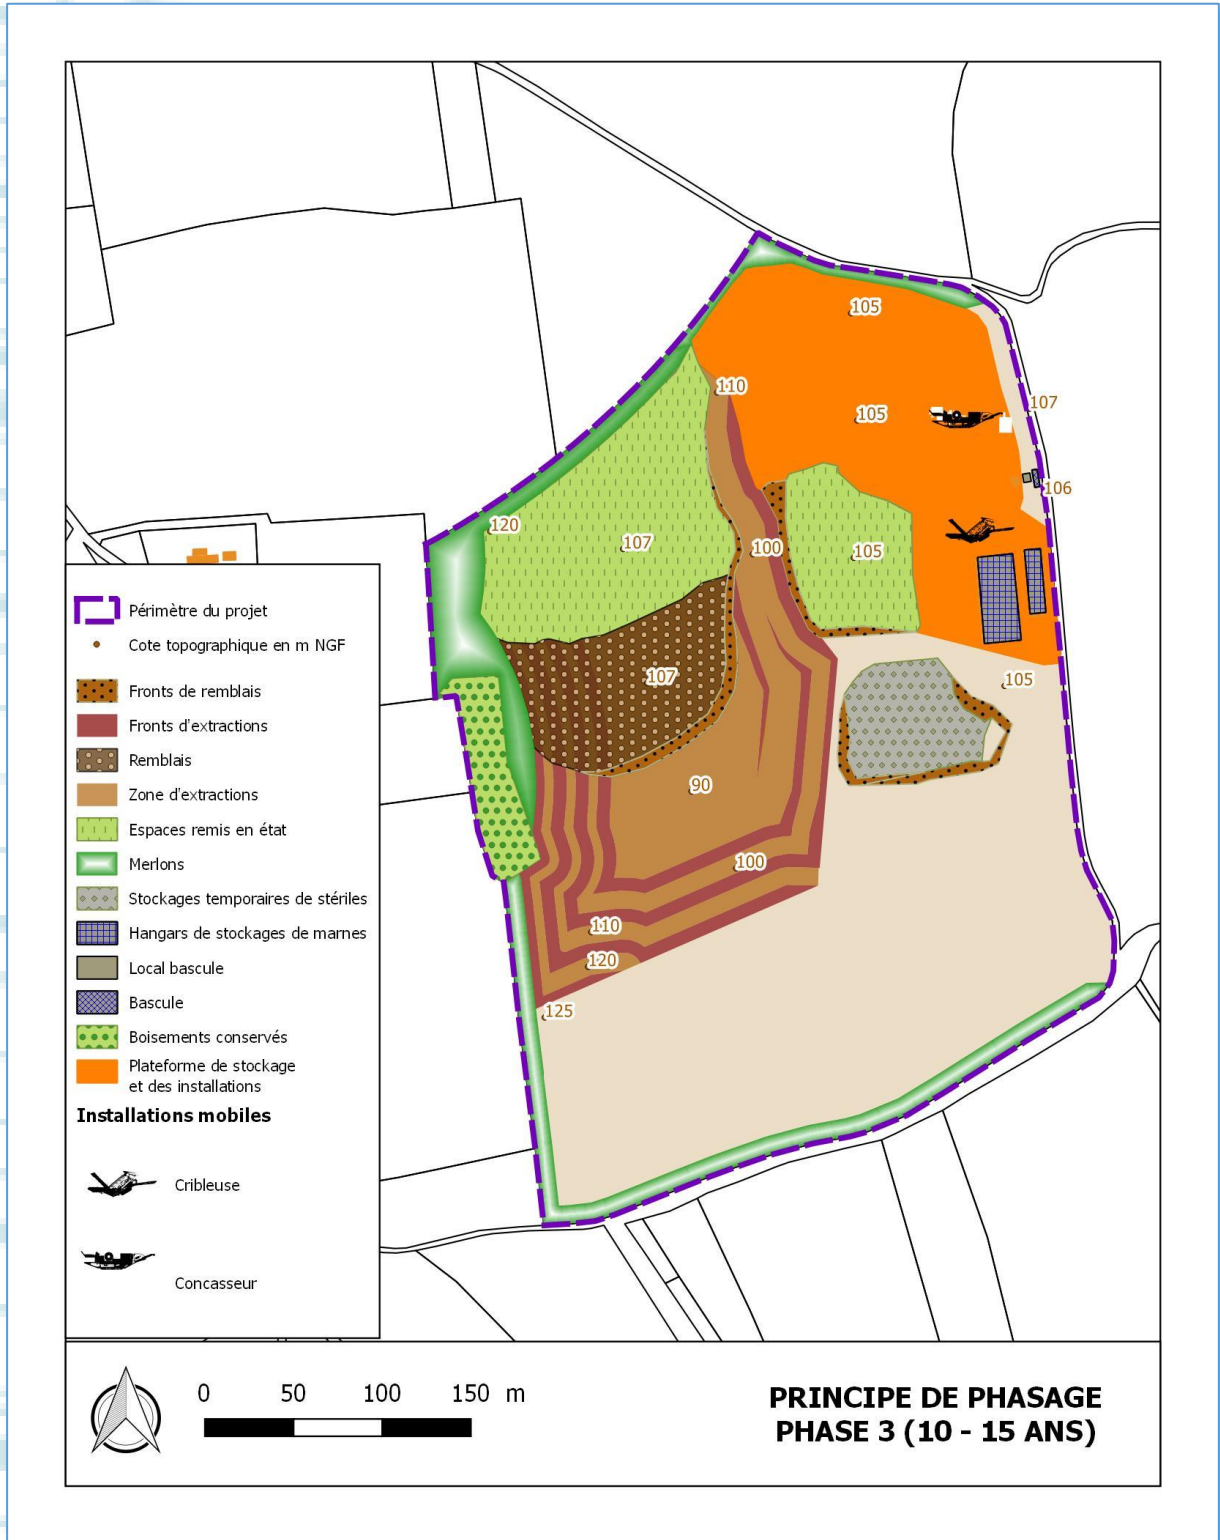 105
110
107
105
106
120
107
100
105
107
105
90
100
110
120
125
Périmètre du projet
Cote topographique en m NGF
Fronts de remblais
Fronts d'extractions
Remblais
Zone d'extractions
Espaces remis en état
Merlons
Stockages temporaires de stériles
Hangars de stockages de marnes
Local bascule
Bascule
Boisements conservés
Plateforme de stockage
et des installations
Installations mobiles
Cribleuse
Concasseur
0 50 100 150 m
PRINCIPE DE PHASAGE
PHASE 3 (10 - 15 ANS)